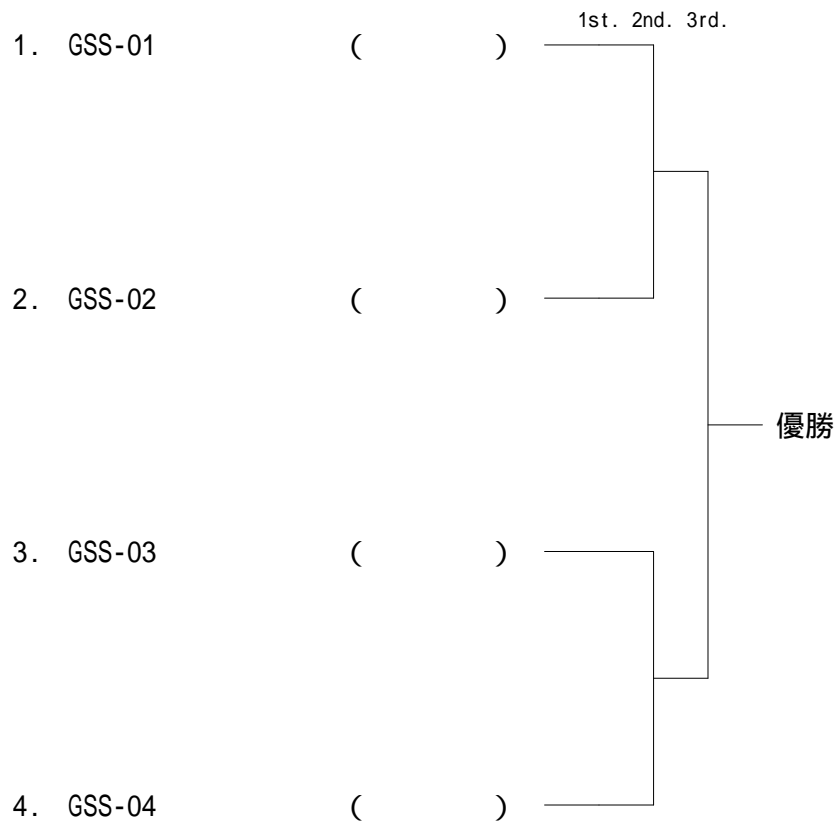 1st. 2nd. 3rd.
1. GSS-01 ( )
2. GSS-02 ( )
優勝
3. GSS-03 ( )
4. GSS-04 ( )